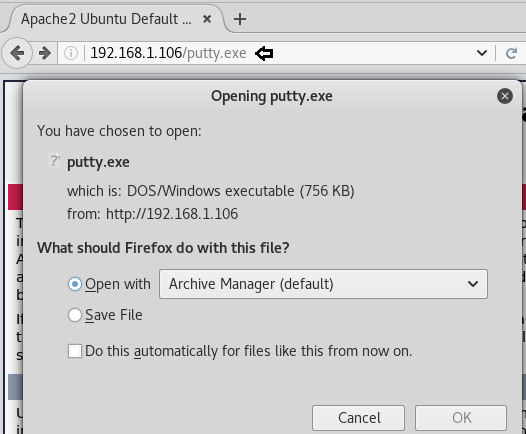 Apache2 Ubuntu Default ...
192.168.1.106/putty.exe
Opening putty.exe
You have chosen to open:
putty.exe
which is: DOS/Windows executable (756 KB)
from: http://192.168.1.106
What should Firefox do with this file?
Open with
Archive Manager (default)
Save File
Do this automatically for files like this from now on.
Cancel
OK